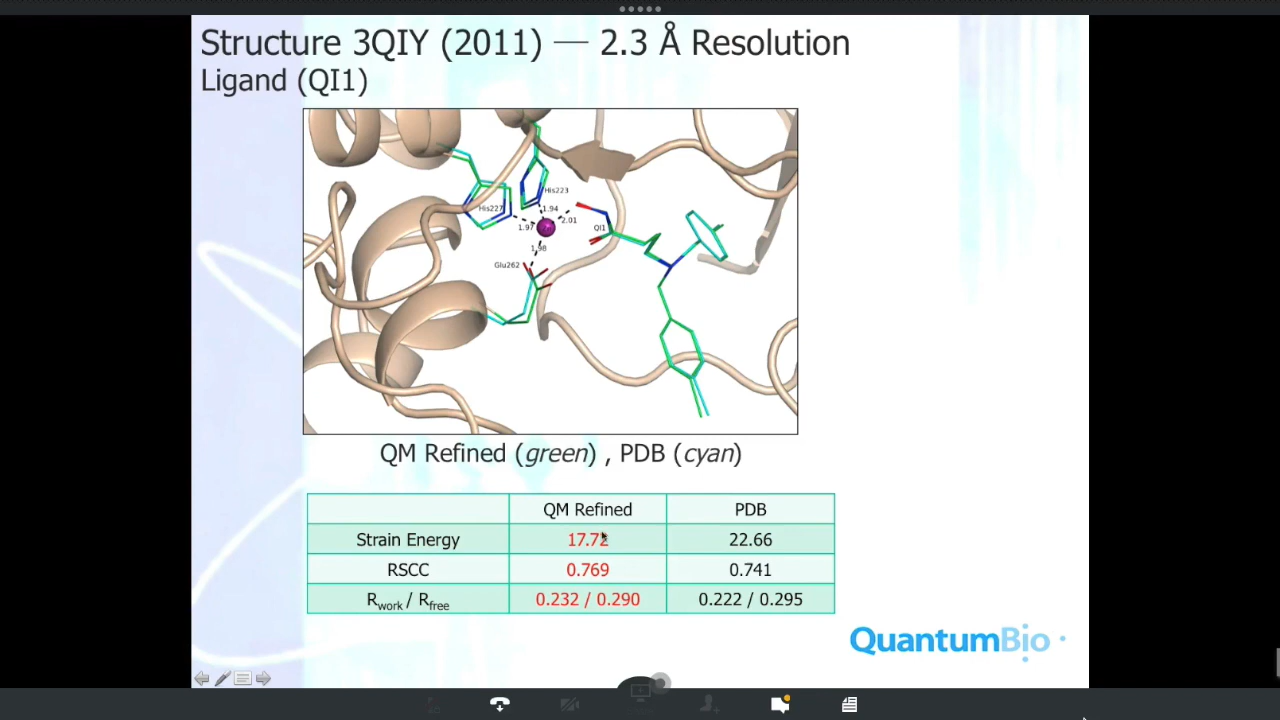 Structure 3QIY (2011) — 2.3 Å Resolution
Ligand (QI1)
His223
His227
1.94
2.01
1.97
QI1
1.98
Glu262
QM Refined (green) , PDB (cyan)
QM Refined PDB
Strain Energy 17.72 22.66
RSCC 0.769 0.741
Rwork / Rfree 0.232 / 0.290 0.222 / 0.295
QuantumBio